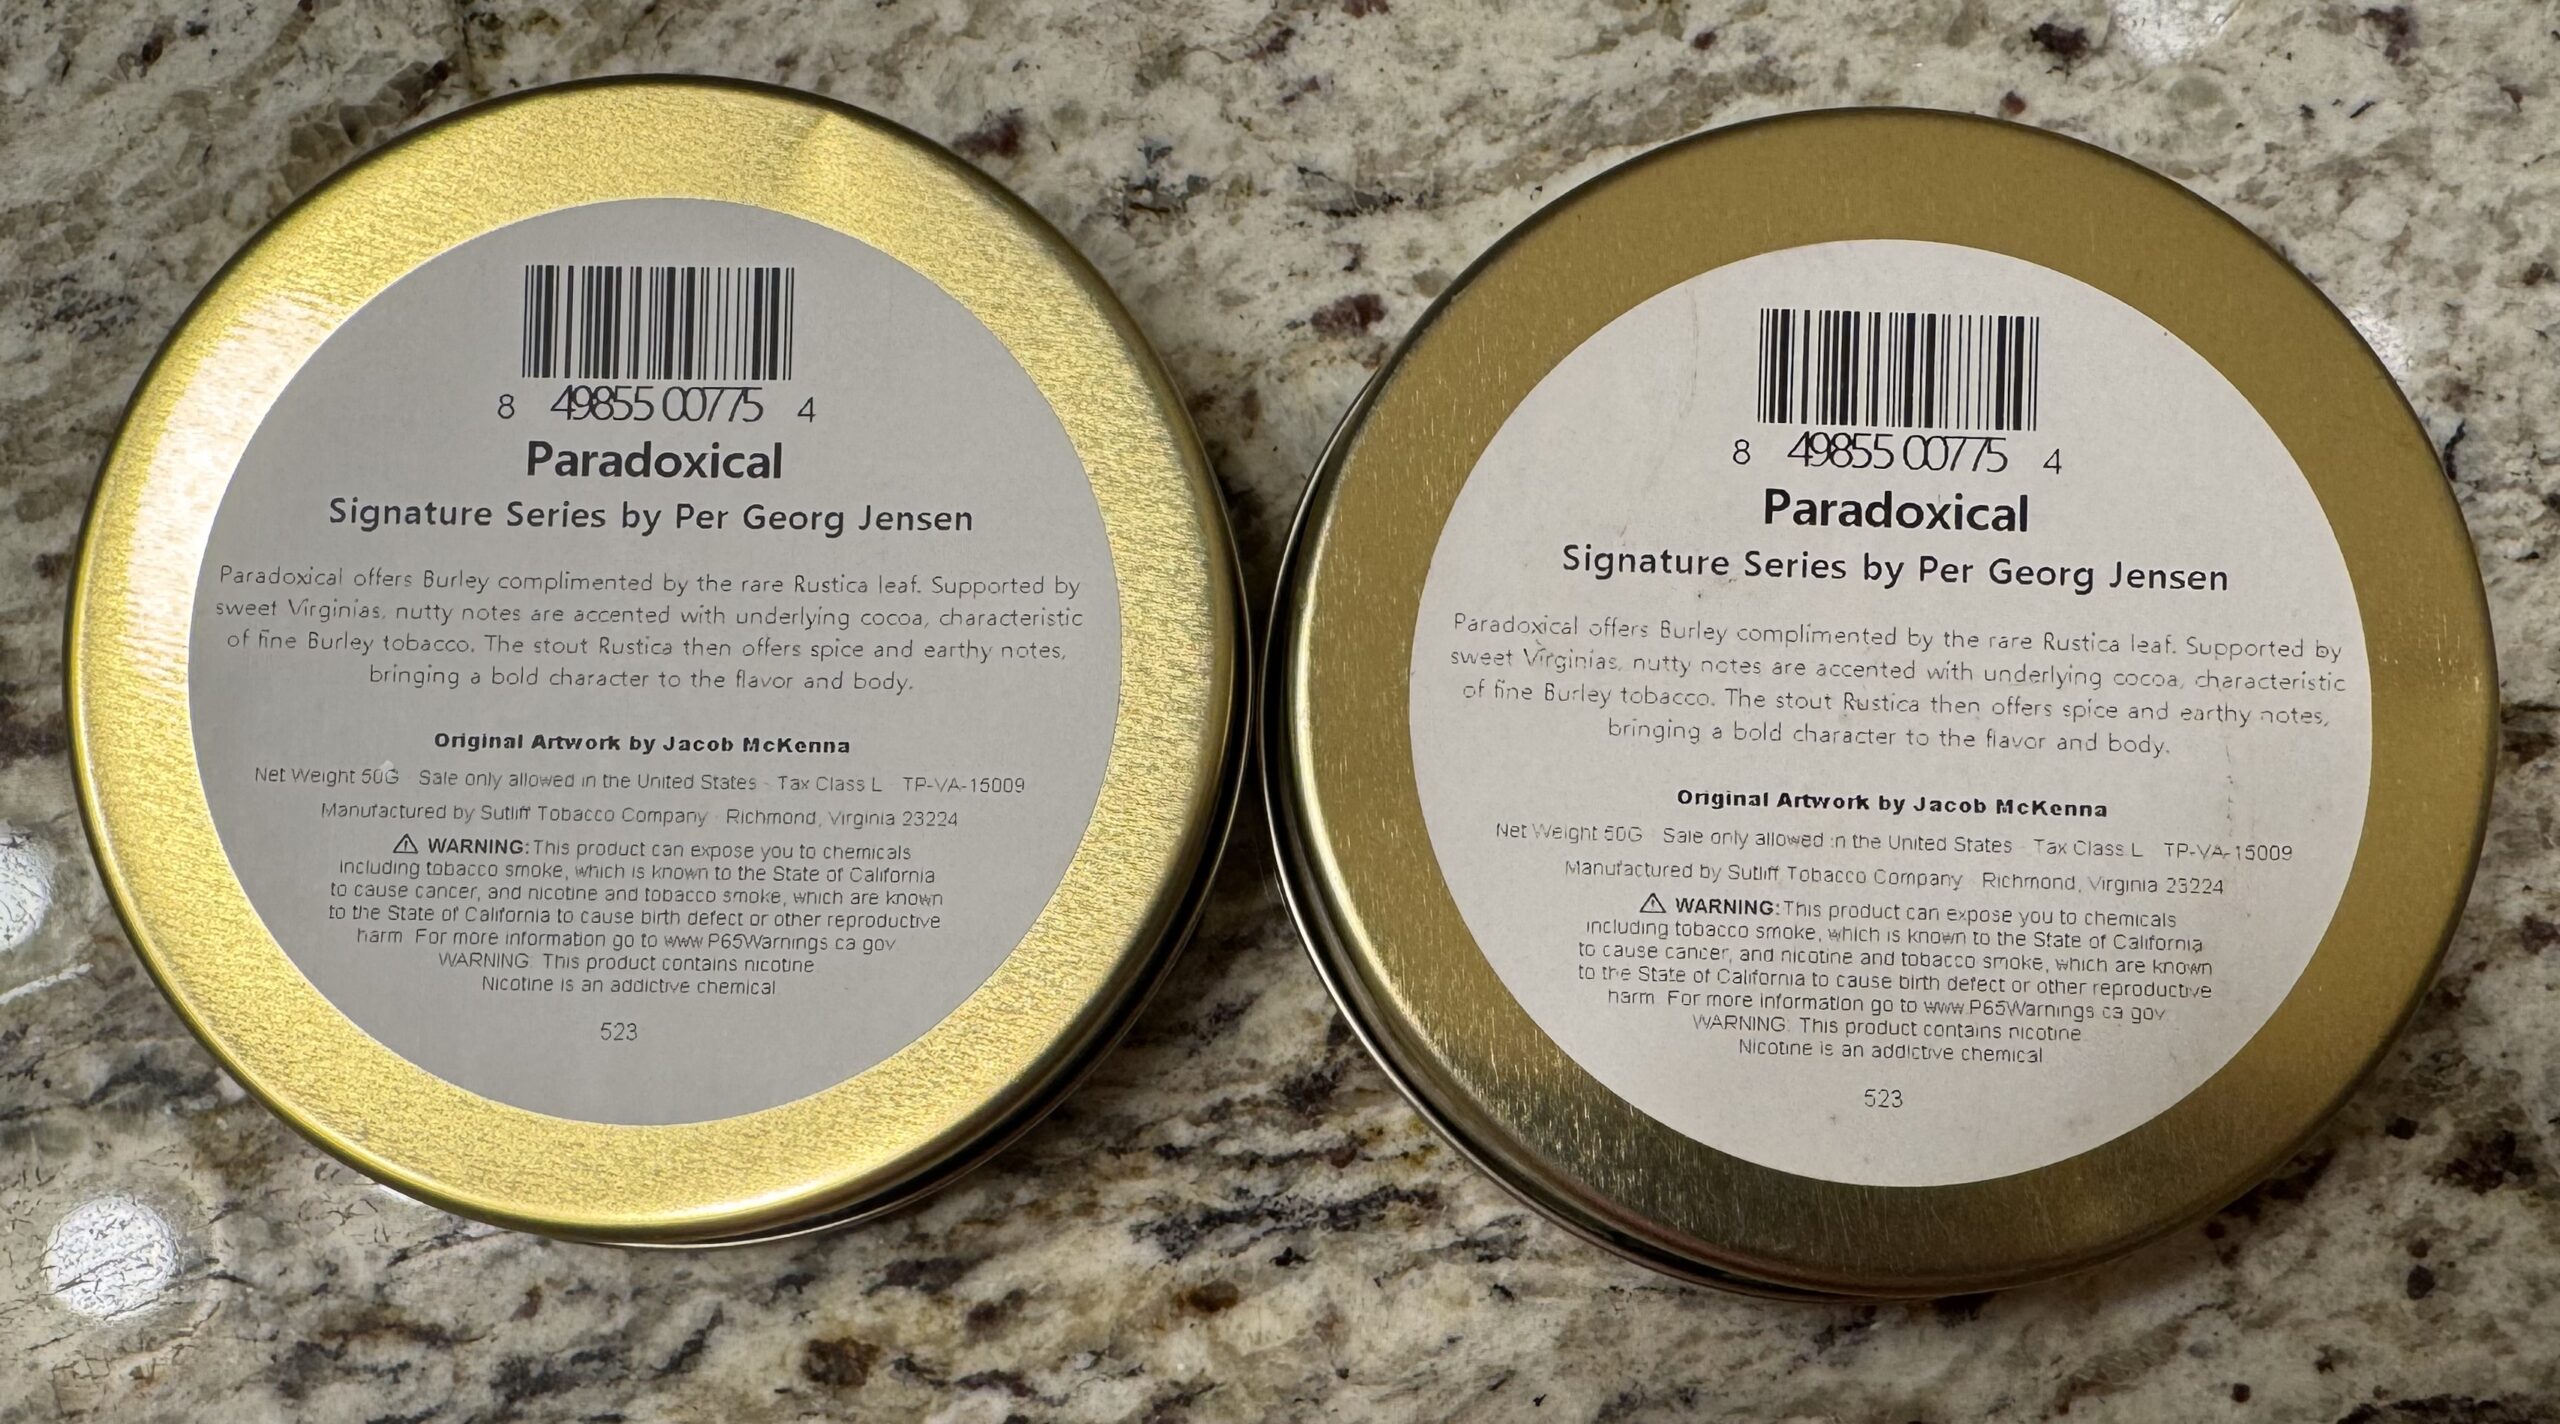 8 49855 00775 4
Paradoxical
Signature Series by Per Georg Jensen
Paradoxical offers Burley complimented by the rare Rustica leaf. Supported by
sweet Virginias, nutty notes are accented with underlying cocoa, characteristic
of fine Burley tobacco. The stout Rustica then offers spice and earthy notes,
bringing a bold character to the flavor and body.
Original Artwork by Jacob McKenna
Net Weight 50G · Sale only allowed in the United States · Tax Class L · TP-VA-15009
Manufactured by Sutliff Tobacco Company · Richmond, Virginia 23224
⚠ WARNING: This product can expose you to chemicals
including tobacco smoke, which is known to the State of California
to cause cancer, and nicotine and tobacco smoke, which are known
to the State of California to cause birth defect or other reproductive
harm. For more information go to www.P65Warnings.ca.gov
WARNING: This product contains nicotine.
Nicotine is an addictive chemical
523
8 49855 00775 4
Paradoxical
Signature Series by Per Georg Jensen
Paradoxical offers Burley complimented by the rare Rustica leaf. Supported by
sweet Virginias, nutty notes are accented with underlying cocoa, characteristic
of fine Burley tobacco. The stout Rustica then offers spice and earthy notes,
bringing a bold character to the flavor and body.
Original Artwork by Jacob McKenna
Net Weight 50G · Sale only allowed in the United States · Tax Class L · TP-VA-15009
Manufactured by Sutliff Tobacco Company · Richmond, Virginia 23224
⚠ WARNING: This product can expose you to chemicals
including tobacco smoke, which is known to the State of California
to cause cancer, and nicotine and tobacco smoke, which are known
to the State of California to cause birth defect or other reproductive
harm. For more information go to www.P65Warnings.ca.gov
WARNING: This product contains nicotine.
Nicotine is an addictive chemical
523